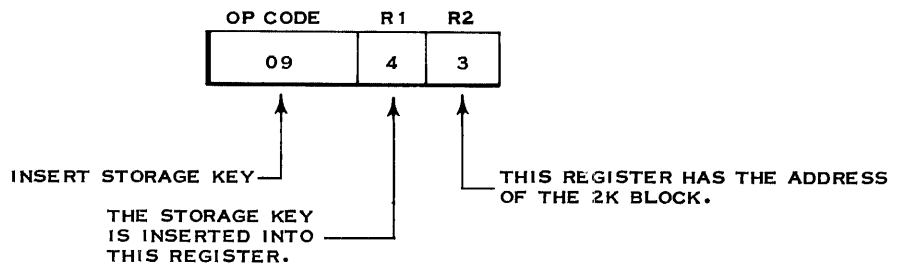 OP CODE R1 R2
09 4 3
INSERT STORAGE KEY
THIS REGISTER HAS THE ADDRESS
OF THE 2K BLOCK.
THE STORAGE KEY
IS INSERTED INTO
THIS REGISTER.